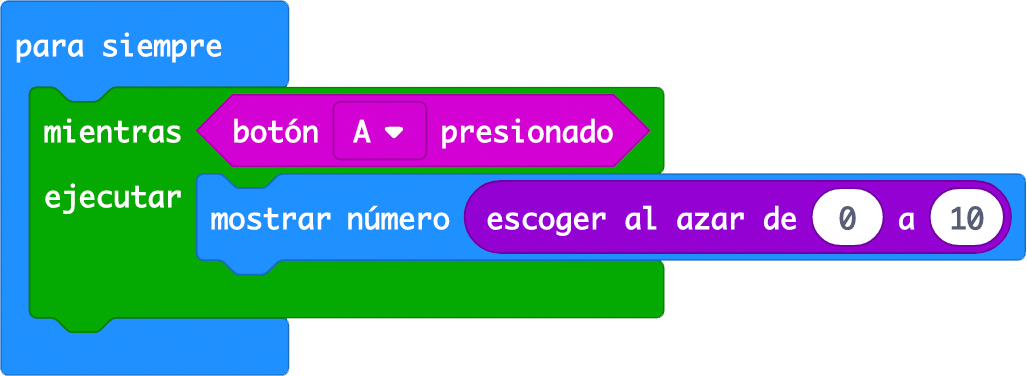 para siempre
mientras botón A presionado
ejecutar
mostrar número escoger al azar de 0 a 10